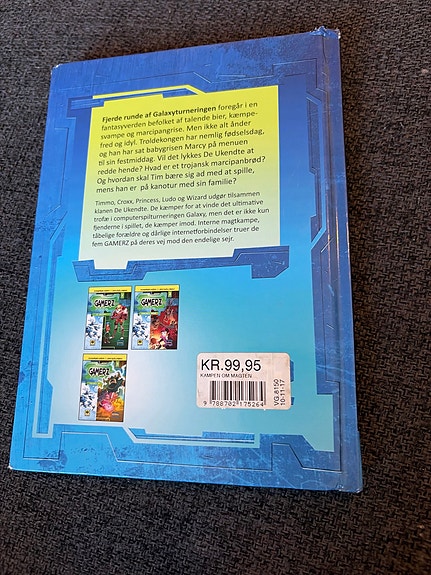 Fjerde runde af Galaxyturneringen foregår i en
fantasyverden befolket af talende bier, kæmpe-
svampe og marcipangrise. Men ikke alt ånder
fred og idyl. Troldekongen har nemlig fødselsdag,
og han har sat babygrisen Marcy på menuen
til sin festmiddag. Vil det lykkes De Ukendte at
redde hende? Hvad er et trojansk marcipanbrød?
Og hvordan skal Tim bære sig ad med at spille,
mens han er på kanotur med sin familie?
Timmo, Croxx, Princess, Ludo og Wizard udgør tilsammen
klanen De Ukendte. De kæmper for at vinde det ultimative
trofæ i computerspilturneringen Galaxy, men det er ikke kun
fjenderne i spillet, de kæmper imod. Interne magtkampe,
tåbelige forældre og dårlige internetforbindelser truer de
fem GAMERZ på deres vej mod den endelige sejr.
GAMERZ
GAMERZ
GAMERZ
KR.99,95
KAMPEN OM MAGTEN
9 788702 175264
VG.8150
10-11-17